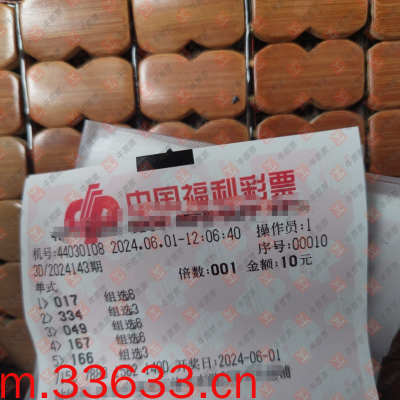 中国福利彩票
机号:44030108 2024.06.01-12:06:40 操作员:1
3D/2024143期 序号:00010
单式 倍数:001 金额:10元
1> 017 组选6
2> 334 组选3
3> 049 组选6
4> 167 组选6
5> 166 组选3
开奖日:2024-06-01
m.33633.cn